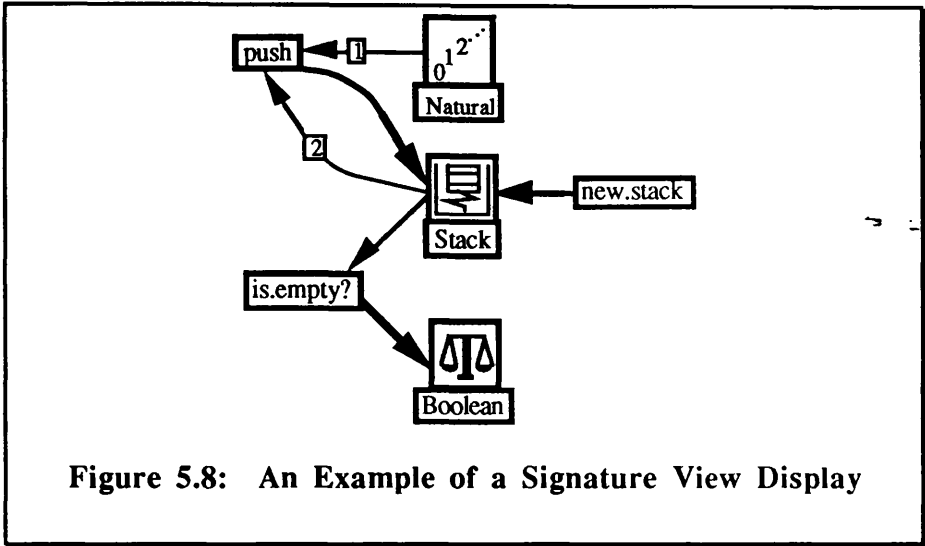 push
1
0 1 2
Natural
2
new.stack
Stack
is.empty?
Boolean
Figure 5.8: An Example of a Signature View Display